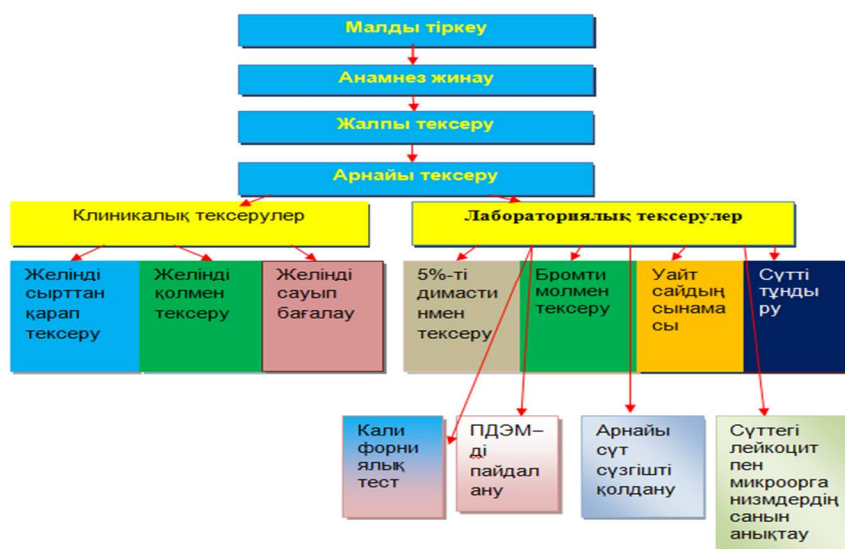 Малды тіркеу
Анамнез жинау
Жалпы тексеру
Арнайы тексеру
Клиникалық тексерулер
Лабораториялық тексерулер
Желінді
сырттан
қарап
тексеру
Желінді
қолмен
тексеру
Желінді
сауып
бағалау
5%-ті
димасти
нмен
тексеру
Бромти
молмен
тексеру
Уайт
сайдың
сынама
сы
Сүтті
тұнды
ру
Кали
форни
ялық
тест
ПДЭМ–
ді
пайдал
ану
Арнайы
сүт
сүзгішті
қолдану
Сүттегі
лейкоцит
пен
микроорга
низмдердің
санын
анықтау